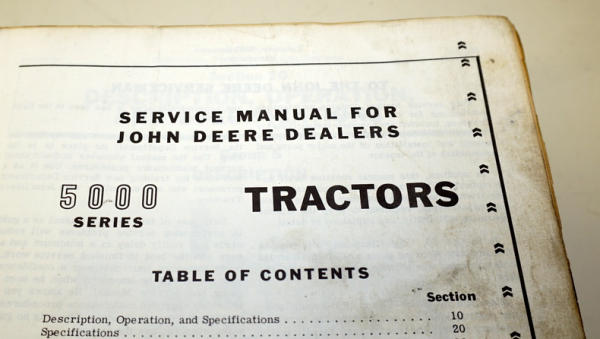 SERVICE MANUAL FOR
JOHN DEERE DEALERS
5000 TRACTORS
SERIES
TABLE OF CONTENTS
Section
Description, Operation, and Specifications . . . . . . . . . . . . . . . . . . . . 10
Specifications . . . . . . . . . . . . . . . . . . . . . . . . . . . . . . . . . . . . . . . . 20